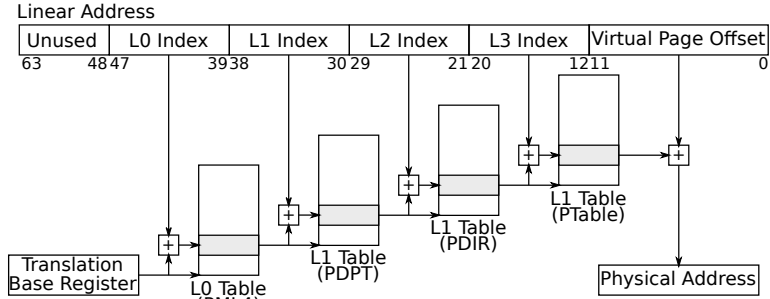 Linear Address
Unused L0 Index L1 Index L2 Index L3 Index Virtual Page Offset
63 48 47 39 38 30 29 21 20 12 11 0
+ + + + +
L1 Table
(PTable)
L1 Table
(PDIR)
L1 Table
(PDPT)
Translation
Base Register
L0 Table
Physical Address